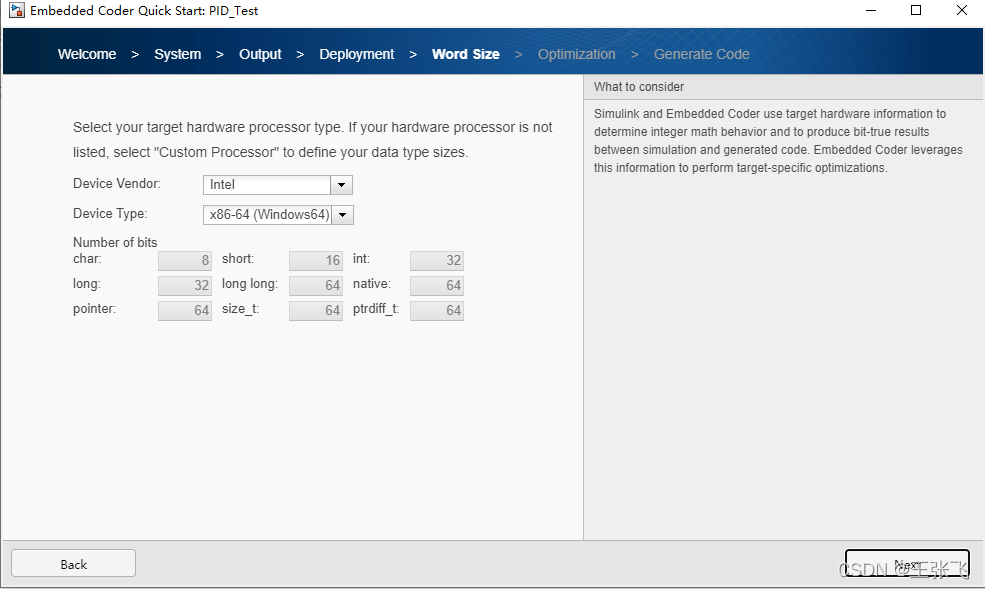 Embedded Coder Quick Start: PID_Test
Welcome > System > Output > Deployment > Word Size > Optimization > Generate Code
What to consider
Simulink and Embedded Coder use target hardware information to
determine integer math behavior and to produce bit-true results
between simulation and generated code. Embedded Coder leverages
this information to perform target-specific optimizations.
Select your target hardware processor type. If your hardware processor is not
listed, select "Custom Processor" to define your data type sizes.
Device Vendor: Intel
Device Type: x86-64 (Windows64)
Number of bits
char: 8 short: 16 int: 32
long: 32 long long: 64 native: 64
pointer: 64 size_t: 64 ptrdiff_t: 64
Back
Next
CSDN @王张飞